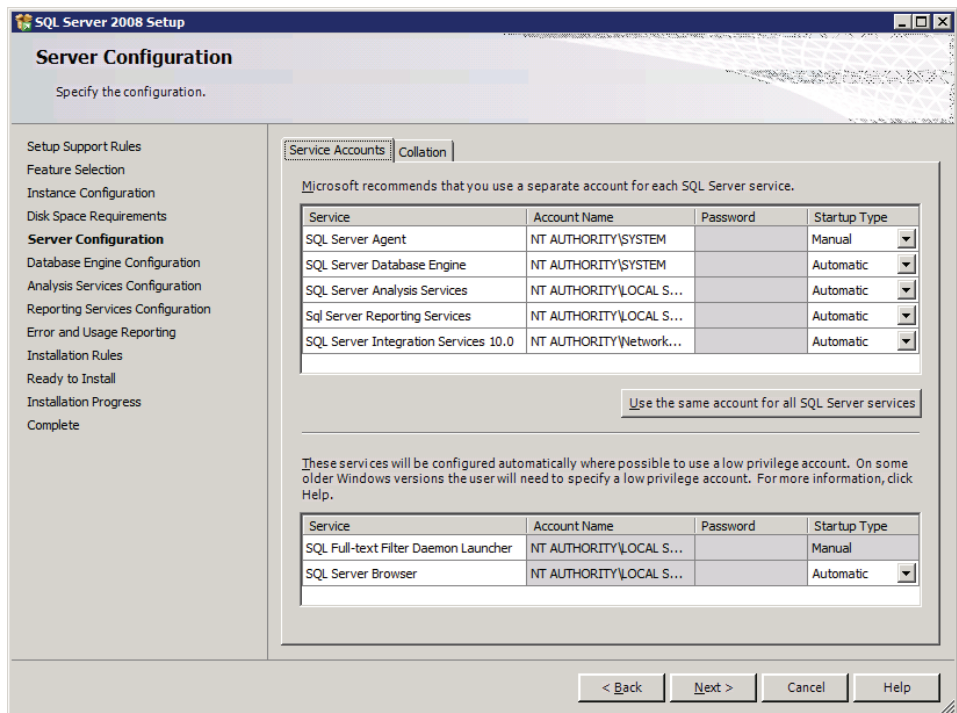 SQL Server 2008 Setup
Server Configuration
Specify the configuration.
Setup Support Rules
Feature Selection
Instance Configuration
Disk Space Requirements
Server Configuration
Database Engine Configuration
Analysis Services Configuration
Reporting Services Configuration
Error and Usage Reporting
Installation Rules
Ready to Install
Installation Progress
Complete
Service Accounts Collation
Microsoft recommends that you use a separate account for each SQL Server service.
Service Account Name Password Startup Type
SQL Server Agent NT AUTHORITY\SYSTEM Manual
SQL Server Database Engine NT AUTHORITY\SYSTEM Automatic
SQL Server Analysis Services NT AUTHORITY\LOCAL S... Automatic
Sql Server Reporting Services NT AUTHORITY\LOCAL S... Automatic
SQL Server Integration Services 10.0 NT AUTHORITY\Network... Automatic
Use the same account for all SQL Server services
These services will be configured automatically where possible to use a low privilege account. On some
older Windows versions the user will need to specify a low privilege account. For more information, click
Help.
Service Account Name Password Startup Type
SQL Full-text Filter Daemon Launcher NT AUTHORITY\LOCAL S... Manual
SQL Server Browser NT AUTHORITY\LOCAL S... Automatic
< Back Next > Cancel Help